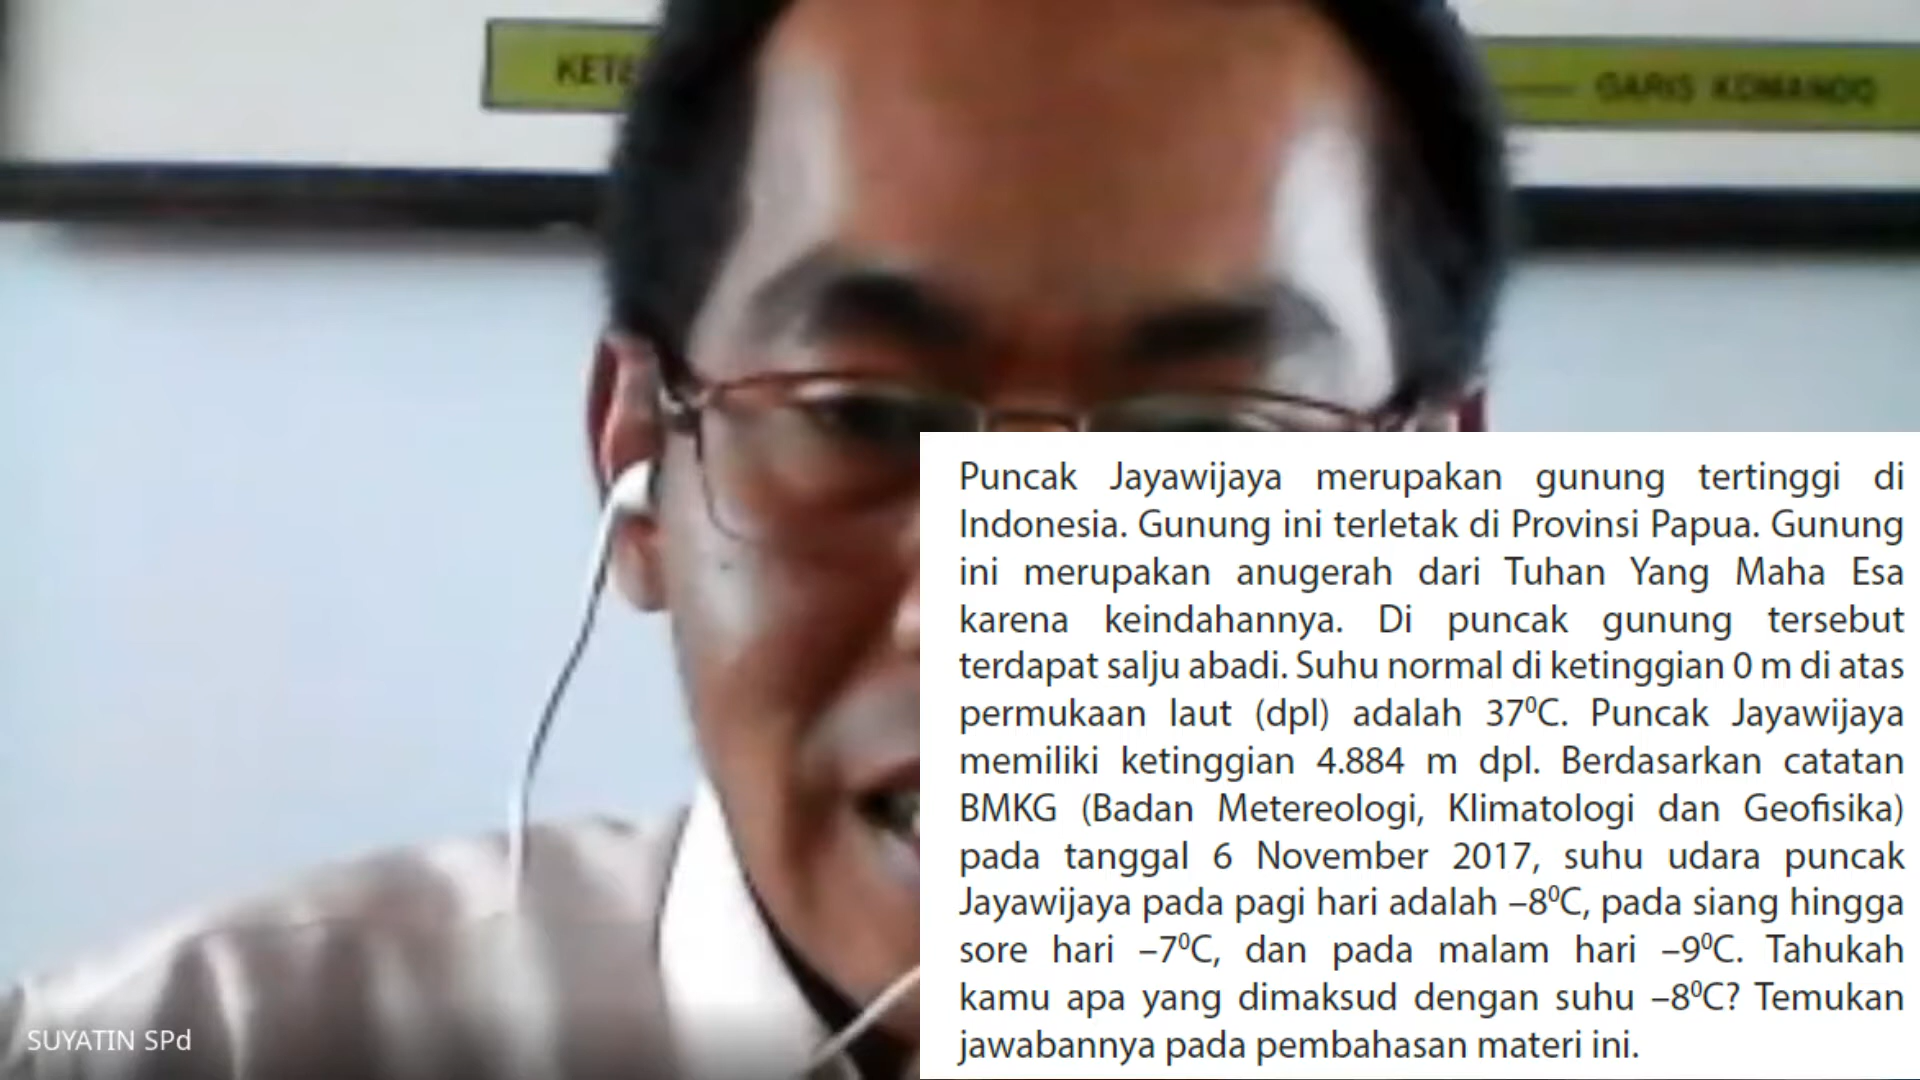 KETE
GARIS KOMANDO
Puncak Jayawijaya merupakan gunung tertinggi di
Indonesia. Gunung ini terletak di Provinsi Papua. Gunung
ini merupakan anugerah dari Tuhan Yang Maha Esa
karena keindahannya. Di puncak gunung tersebut
terdapat salju abadi. Suhu normal di ketinggian 0 m di atas
permukaan laut (dpl) adalah 37⁰C. Puncak Jayawijaya
memiliki ketinggian 4.884 m dpl. Berdasarkan catatan
BMKG (Badan Metereologi, Klimatologi dan Geofisika)
pada tanggal 6 November 2017, suhu udara puncak
Jayawijaya pada pagi hari adalah –8⁰C, pada siang hingga
sore hari –7⁰C, dan pada malam hari –9⁰C. Tahukah
kamu apa yang dimaksud dengan suhu –8⁰C? Temukan
jawabannya pada pembahasan materi ini.
SUYATIN SPd